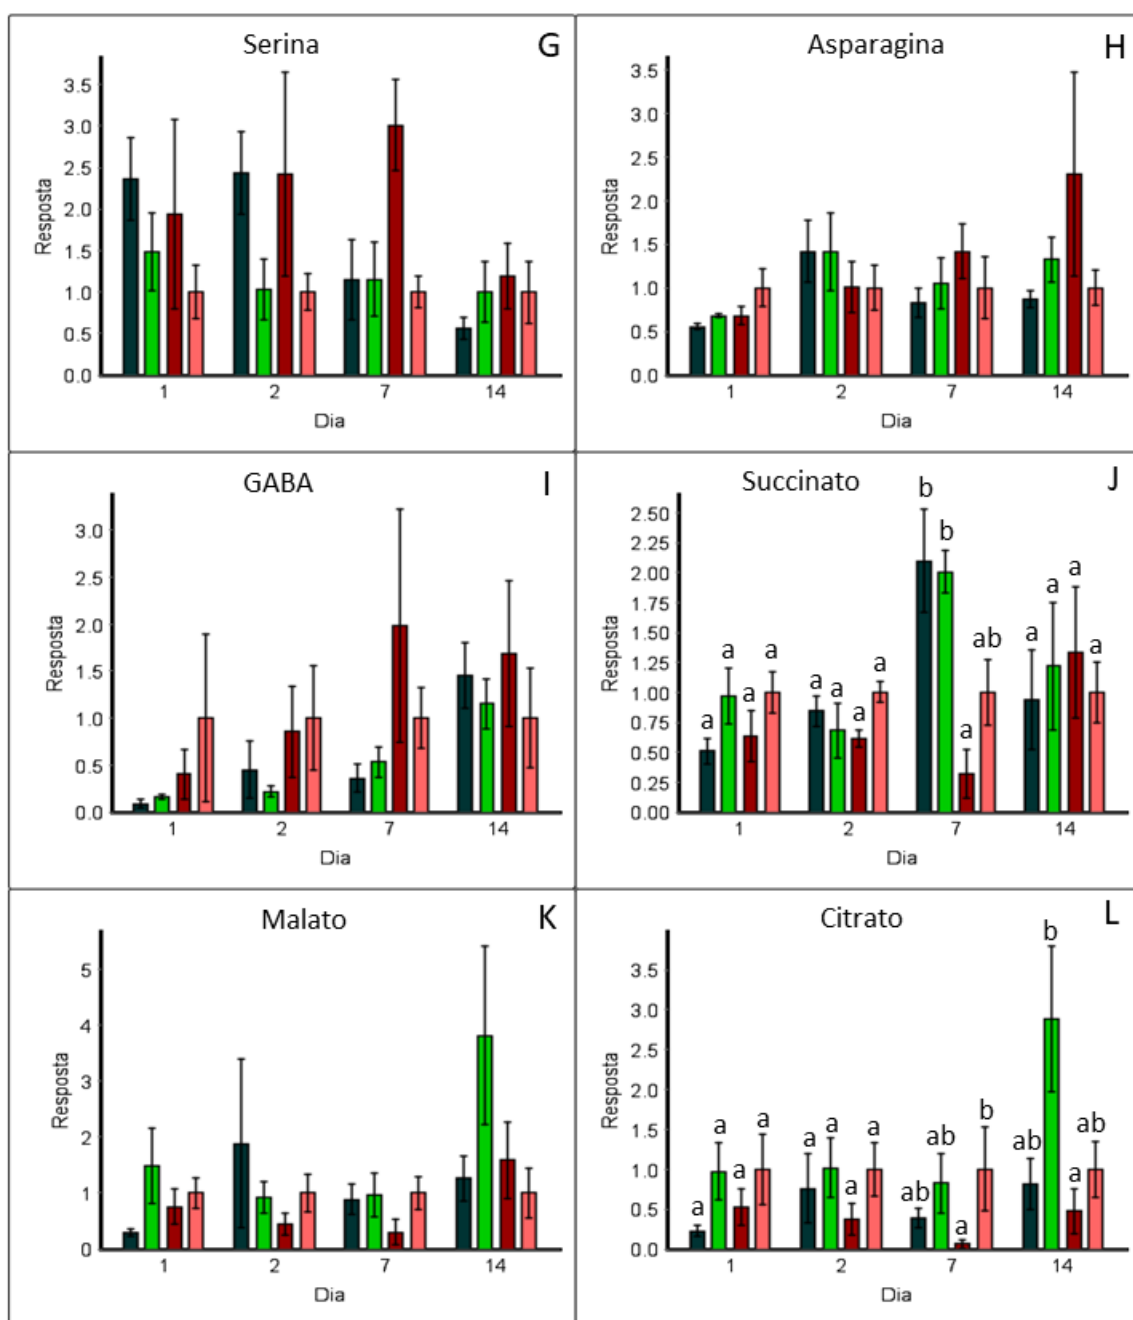 Serina G
3.5
3.0
2.5
2.0
1.5
1.0
0.5
0.0
Resposta
1 2 7 14
Dia
Asparagina H
3.5
3.0
2.5
2.0
1.5
1.0
0.5
0.0
Resposta
1 2 7 14
Dia
GABA I
3.0
2.5
2.0
1.5
1.0
0.5
0.0
Resposta
1 2 7 14
Dia
Succinato J
2.50
2.25
2.00
1.75
1.50
1.25
1.00
0.75
0.50
0.25
0.00
Resposta
a a a a a a a a b b a ab a a a a
1 2 7 14
Dia
Malato K
5
4
3
2
1
0
Resposta
1 2 7 14
Dia
Citrato L
3.5
3.0
2.5
2.0
1.5
1.0
0.5
0.0
Resposta
a a a a a a a a ab ab a b ab b a ab
1 2 7 14
Dia